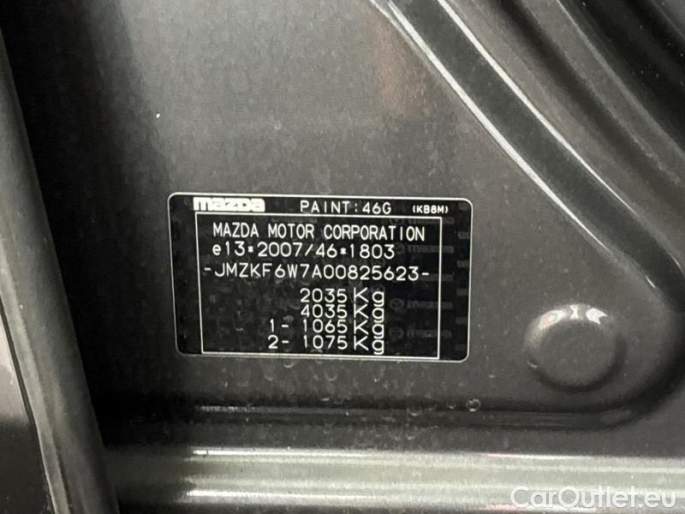 mazda PAINT:46G (KB8M)
MAZDA MOTOR CORPORATION
e13*2007/46*1803
-JMZKF6W7A00825623-
2035 Kg
4035 Kg
1- 1065 Kg
2- 1075 Kg
CarOutlet.eu